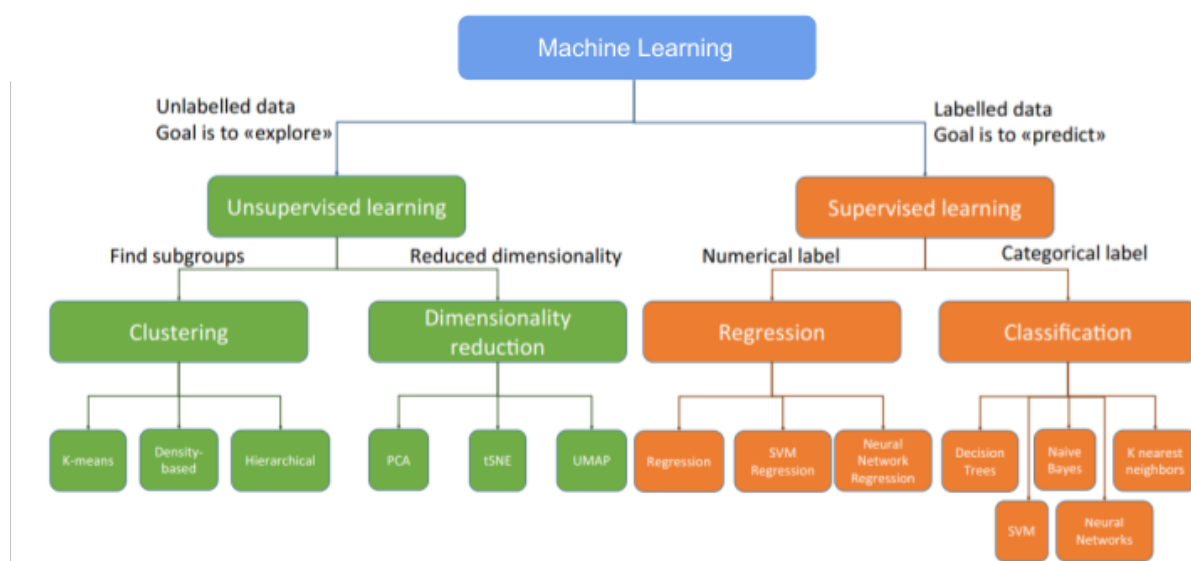 Machine Learning
Unlabelled data
Goal is to «explore»
Labelled data
Goal is to «predict»
Unsupervised learning
Supervised learning
Find subgroups
Reduced dimensionality
Numerical label
Categorical label
Clustering
Dimensionality
reduction
Regression
Classification
K-means
Density-
based
Hierarchical
PCA
tSNE
UMAP
Regression
SVM
Regression
Neural
Network
Regression
Decision
Trees
Naive
Bayes
K nearest
neighbors
SVM
Neural
Networks